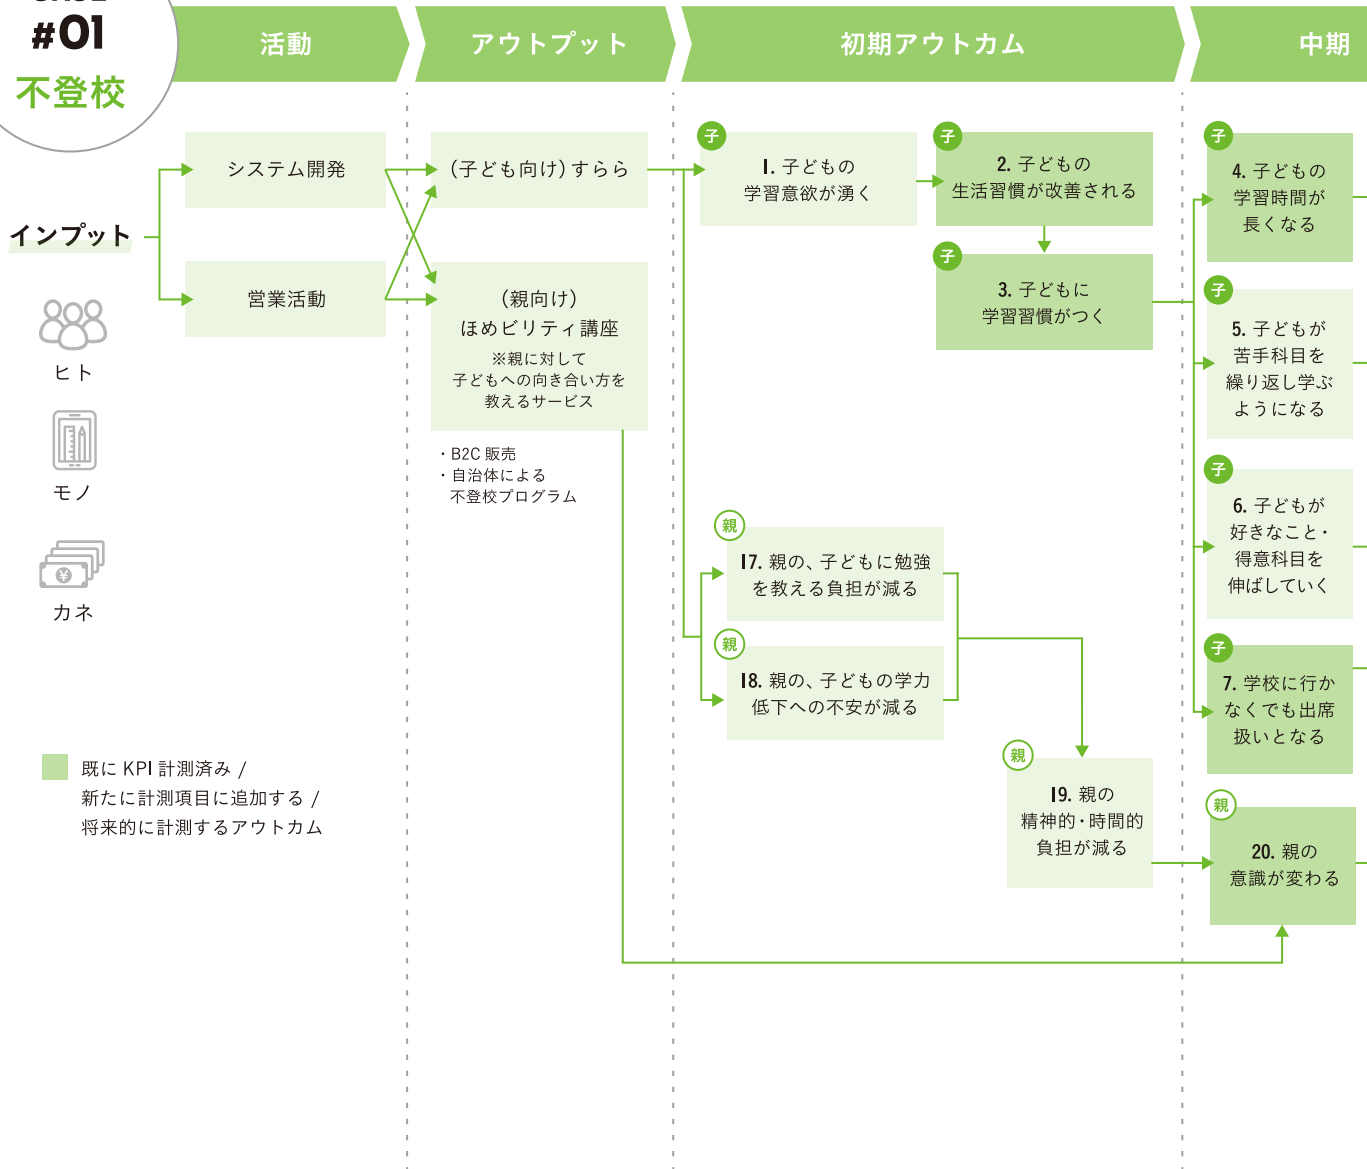 #01
不登校
活動
アウトプット
初期アウトカム
中期
インプット
ヒト
モノ
カネ
システム開発
営業活動
(子ども向け)すらら
(親向け)
ほめビリティ講座
※親に対して
子どもへの向き合い方を
教えるサービス
・B2C 販売
・自治体による
不登校プログラム
子
1. 子どもの
学習意欲が湧く
子
2. 子どもの
生活習慣が改善される
子
3. 子どもに
学習習慣がつく
親
17. 親の、子どもに勉強
を教える負担が減る
親
18. 親の、子どもの学力
低下への不安が減る
親
19. 親の
精神的・時間的
負担が減る
子
4. 子どもの
学習時間が
長くなる
子
5. 子どもが
苦手科目を
繰り返し学ぶ
ようになる
子
6. 子どもが
好きなこと・
得意科目を
伸ばしていく
子
7. 学校に行か
なくでも出席
扱いとなる
親
20. 親の
意識が変わる
既に KPI 計測済み /
新たに計測項目に追加する /
将来的に計測するアウトカム